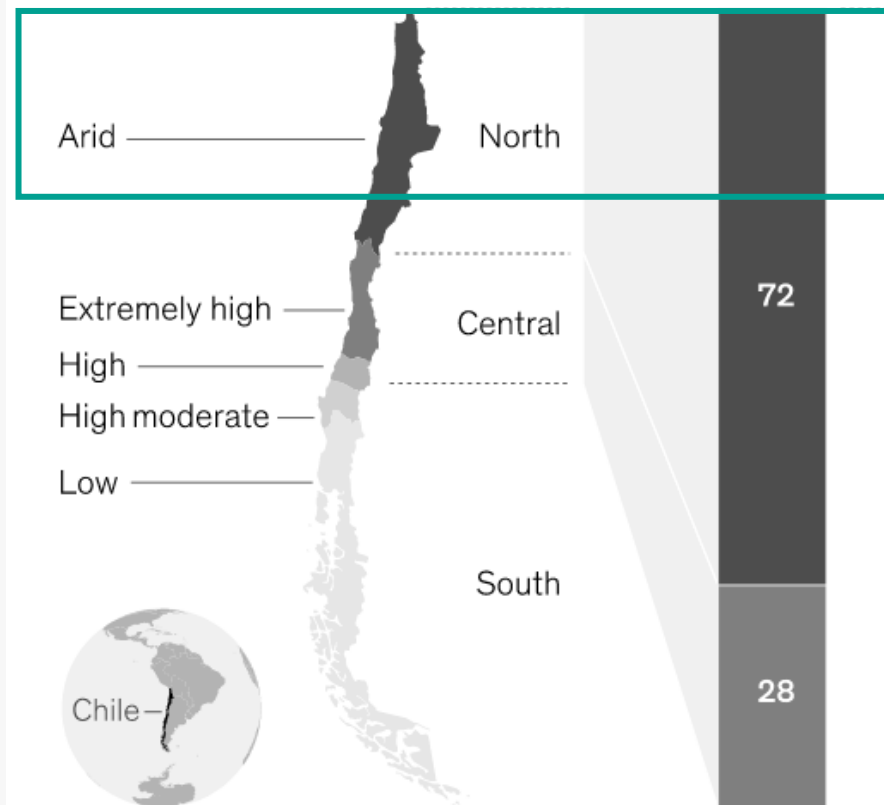 Arid
North
72
Extremely high
Central
High
High moderate
Low
South
28
Chile